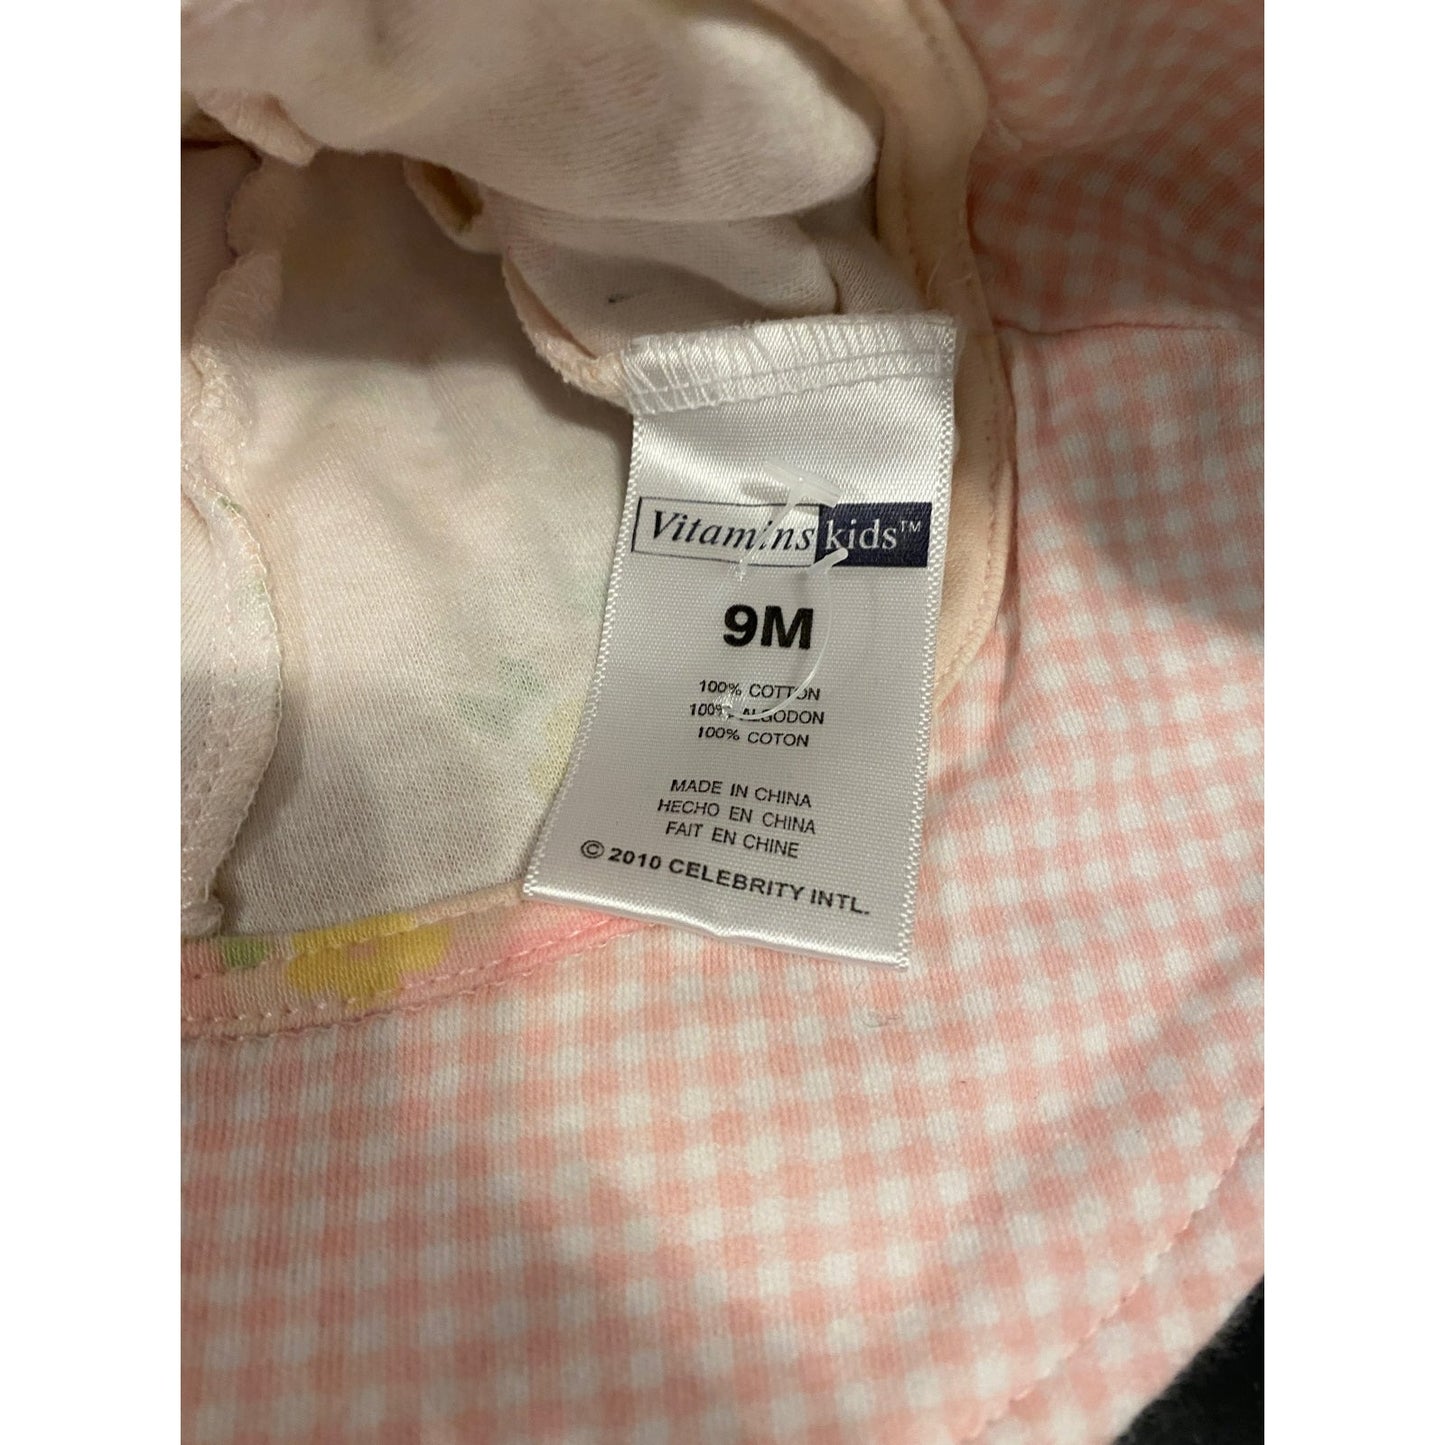 Vitamins kids™
9M
100% COTTON
100% ALGODON
100% COTON
MADE IN CHINA
HECHO EN CHINA
FAIT EN CHINE
© 2010 CELEBRITY INTL.